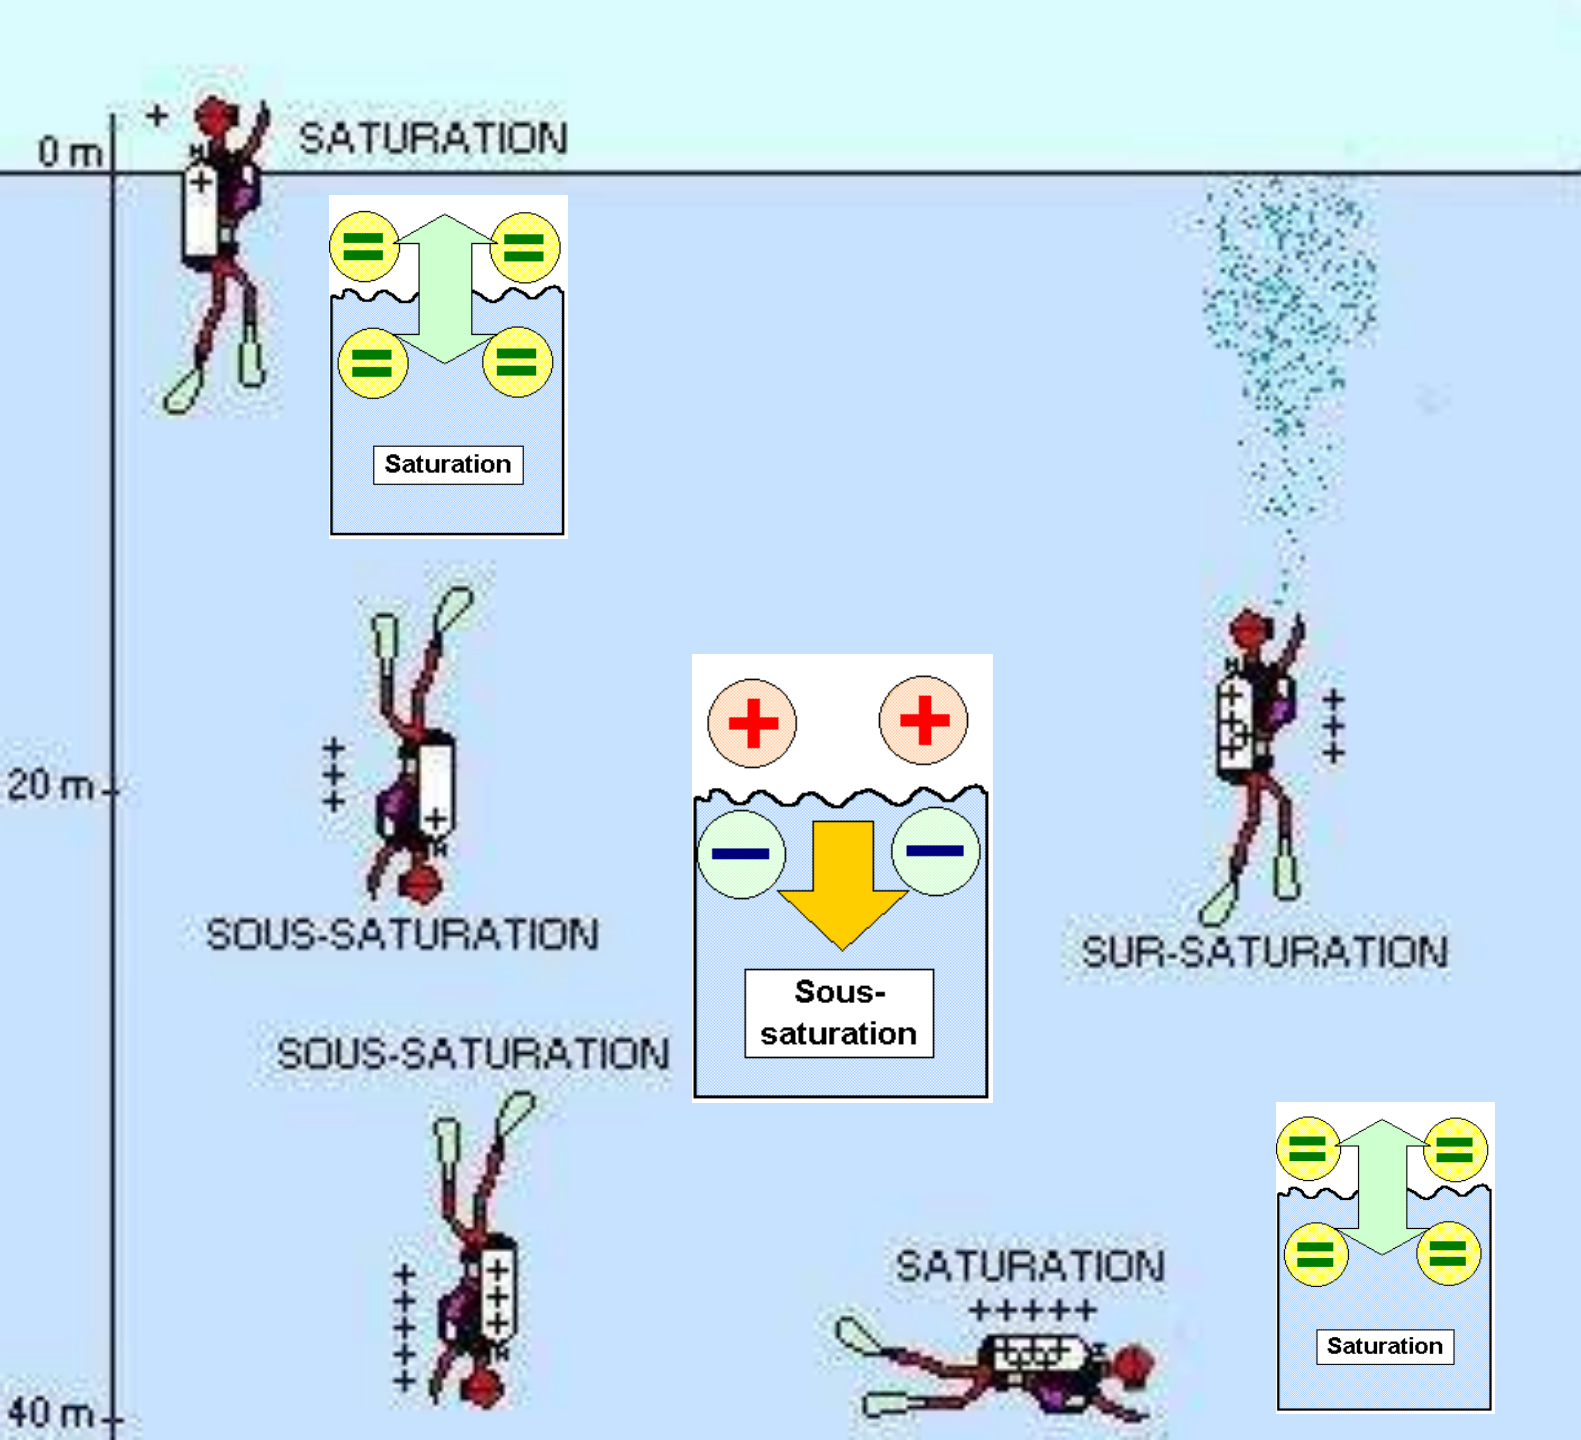 +
SATURATION
0 m
+
= =
= =
Saturation
+
+
+
+
20 m
SOUS-SATURATION
+ +
− −
Sous-
saturation
+
+
+
+
+
+
SUR-SATURATION
SOUS-SATURATION
+
+
+
+
+
+
+
+
40 m
SATURATION
+++++
= =
= =
Saturation